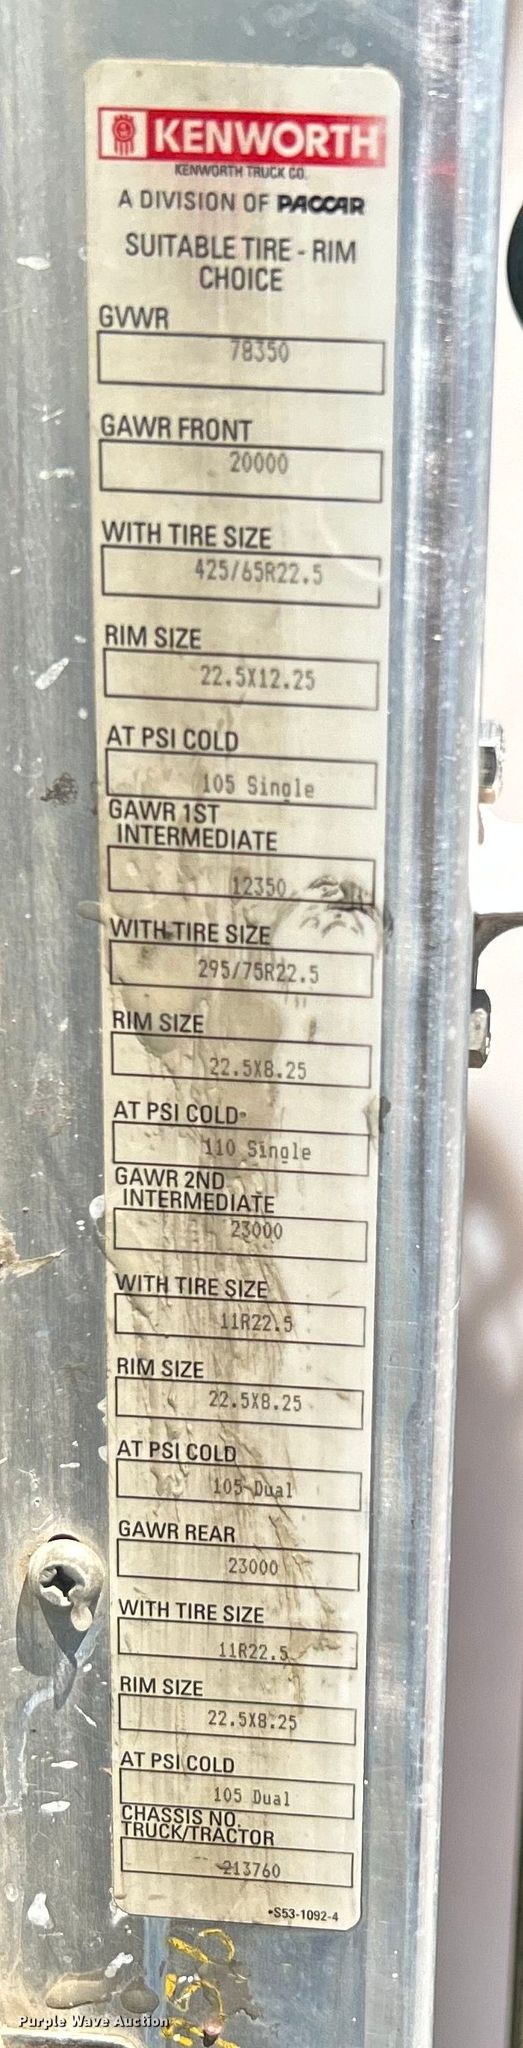 KENWORTH
KENWORTH TRUCK CO.
A DIVISION OF PACCAR
SUITABLE TIRE - RIM
CHOICE
GVWR
78350
GAWR FRONT
20000
WITH TIRE SIZE
425/65R22.5
RIM SIZE
22.5X12.25
AT PSI COLD
105 Single
GAWR 1ST
INTERMEDIATE
12350
WITH TIRE SIZE
295/75R22.5
RIM SIZE
22.5X8.25
AT PSI COLD
110 Single
GAWR 2ND
INTERMEDIATE
23000
WITH TIRE SIZE
11R22.5
RIM SIZE
22.5X8.25
AT PSI COLD
105 Dual
GAWR REAR
23000
WITH TIRE SIZE
11R22.5
RIM SIZE
22.5X8.25
AT PSI COLD
105 Dual
CHASSIS NO.
TRUCK/TRACTOR
213760
•S53-1092-4
Purple Wave Auction